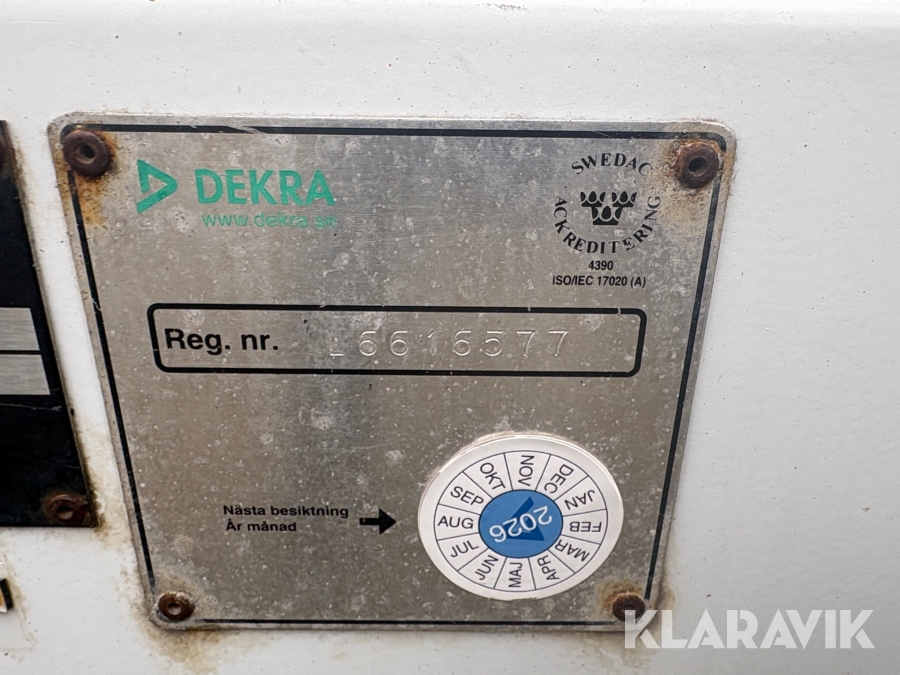 DEKRA
www.dekra.se
SWEDAC
ACKREDITERING
4390
ISO/IEC 17020 (A)
Reg. nr. L6616577
Nästa besiktning
År månad
JAN
FEB
MAR
APR
MAJ
JUN
JUL
AUG
SEP
OKT
NOV
DEC
2026
KLARAVIK